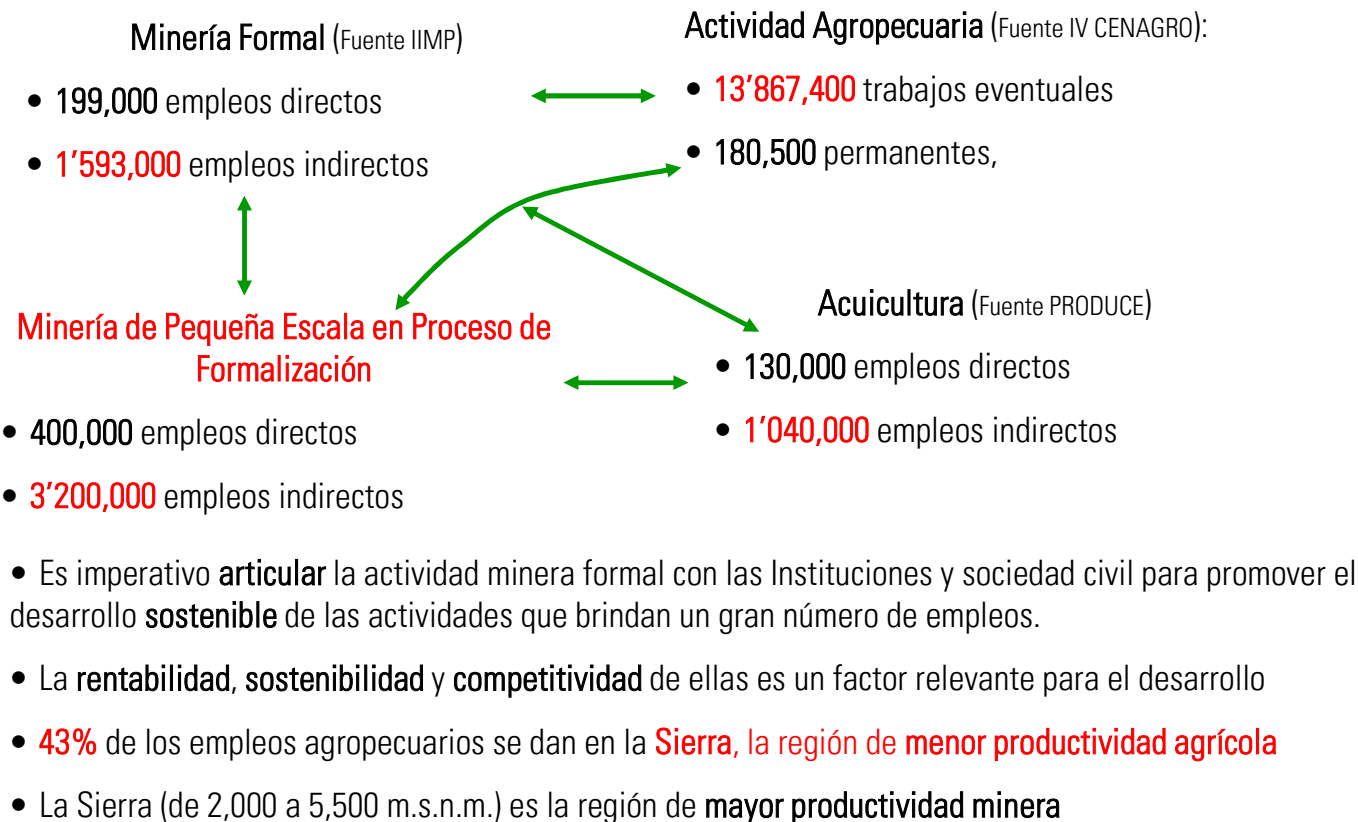 Minería Formal (Fuente IIMP)
• 199,000 empleos directos
• 1’593,000 empleos indirectos
Actividad Agropecuaria (Fuente IV CENAGRO):
• 13’867,400 trabajos eventuales
• 180,500 permanentes,
Minería de Pequeña Escala en Proceso de
Formalización
• 400,000 empleos directos
• 3’200,000 empleos indirectos
Acuicultura (Fuente PRODUCE)
• 130,000 empleos directos
• 1’040,000 empleos indirectos
• Es imperativo articular la actividad minera formal con las Instituciones y sociedad civil para promover el
desarrollo sostenible de las actividades que brindan un gran número de empleos.
• La rentabilidad, sostenibilidad y competitividad de ellas es un factor relevante para el desarrollo
• 43% de los empleos agropecuarios se dan en la Sierra, la región de menor productividad agrícola
• La Sierra (de 2,000 a 5,500 m.s.n.m.) es la región de mayor productividad minera